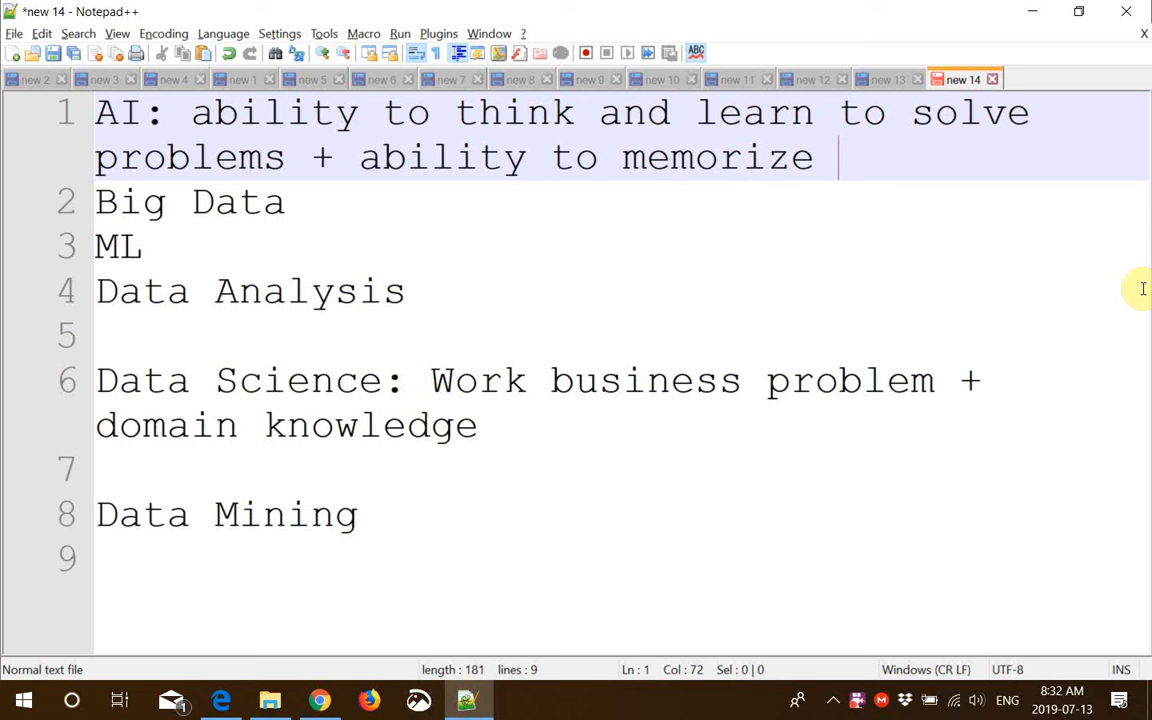 *new 14 - Notepad++
File Edit Search View Encoding Language Settings Tools Macro Run Plugins Window ? X
ABC
new 2 new 3 new 4 new 1 new 5 new 6 new 7 new 8 new 9 new 10 new 11 new 12 new 13 new 14
1 AI: ability to think and learn to solve
problems + ability to memorize
2 Big Data
3 ML
4 Data Analysis
5
6 Data Science: Work business problem +
domain knowledge
7
8 Data Mining
9
Normal text file length : 181 lines : 9 Ln : 1 Col : 72 Sel : 0 | 0 Windows (CR LF) UTF-8 INS
1 ENG 8:32 AM
2019-07-13